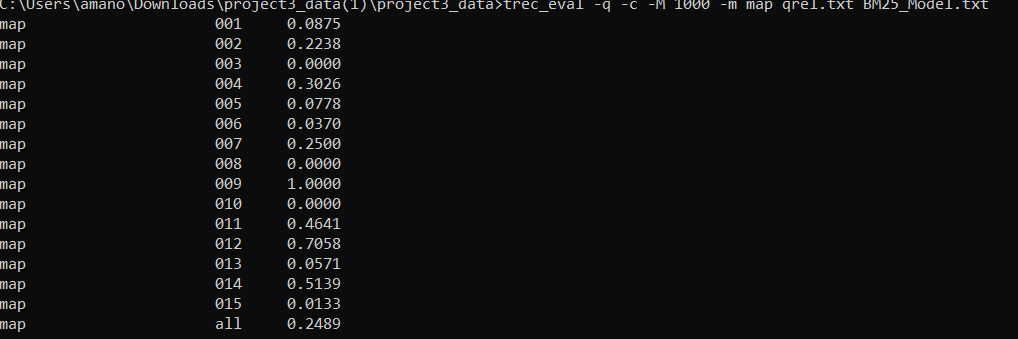 C:\Users\amano\Downloads\project3_data(1)\project3_data>trec_eval -q -c -M 1000 -m map qrel.txt BM25_Model.txt
map 001 0.0875
map 002 0.2238
map 003 0.0000
map 004 0.3026
map 005 0.0778
map 006 0.0370
map 007 0.2500
map 008 0.0000
map 009 1.0000
map 010 0.0000
map 011 0.4641
map 012 0.7058
map 013 0.0571
map 014 0.5139
map 015 0.0133
map all 0.2489